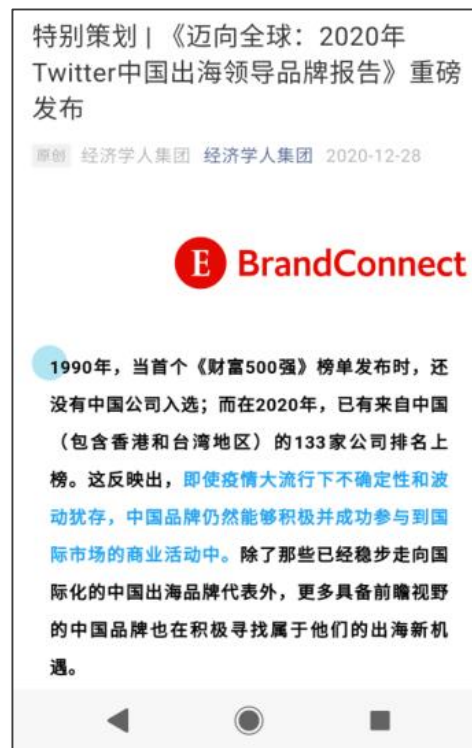 特别策划 | 《迈向全球：2020年
Twitter中国出海领导品牌报告》重磅
发布
原创 经济学人集团 经济学人集团 2020-12-28
E BrandConnect
1990年，当首个《财富500强》榜单发布时，还
没有中国公司入选；而在2020年，已有来自中国
（包含香港和台湾地区）的133家公司排名上
榜。这反映出，即使疫情大流行下不确定性和波
动犹存，中国品牌仍然能够积极并成功参与到国
际市场的商业活动中。除了那些已经稳步走向国
际化的中国出海品牌代表外，更多具备前瞻视野
的中国品牌也在积极寻找属于他们的出海新机
遇。